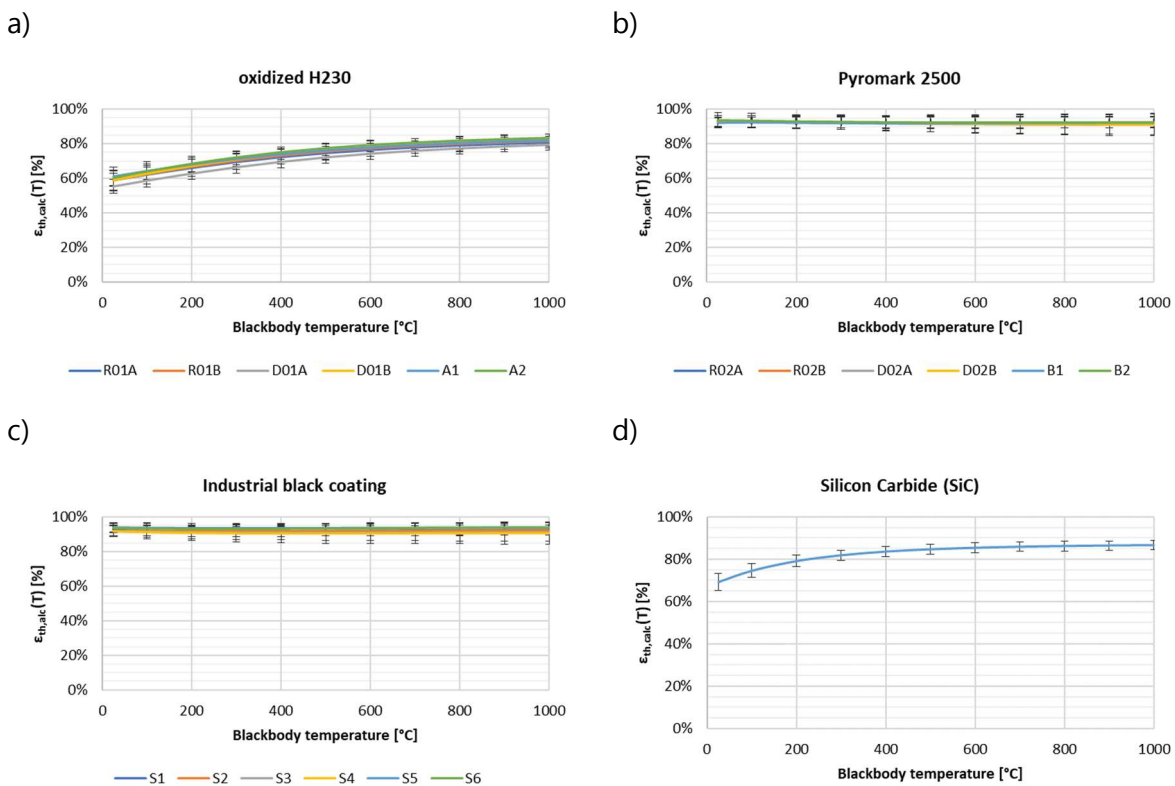 a)
oxidized H230
100%
80%
60%
40%
20%
0%
εth,calc(T) [%]
0 200 400 600 800 1000
Blackbody temperature [°C]
R01A R01B D01A D01B A1 A2
b)
Pyromark 2500
100%
80%
60%
40%
20%
0%
εth,calc(T) [%]
0 200 400 600 800 1000
Blackbody temperature [°C]
R02A R02B D02A D02B B1 B2
c)
Industrial black coating
100%
80%
60%
40%
20%
0%
εth,alc(T) [%]
0 200 400 600 800 1000
Blackbody temperature [°C]
S1 S2 S3 S4 S5 S6
d)
Silicon Carbide (SiC)
100%
80%
60%
40%
20%
0%
εth,calc(T) [%]
0 200 400 600 800 1000
Blackbody temperature [°C]